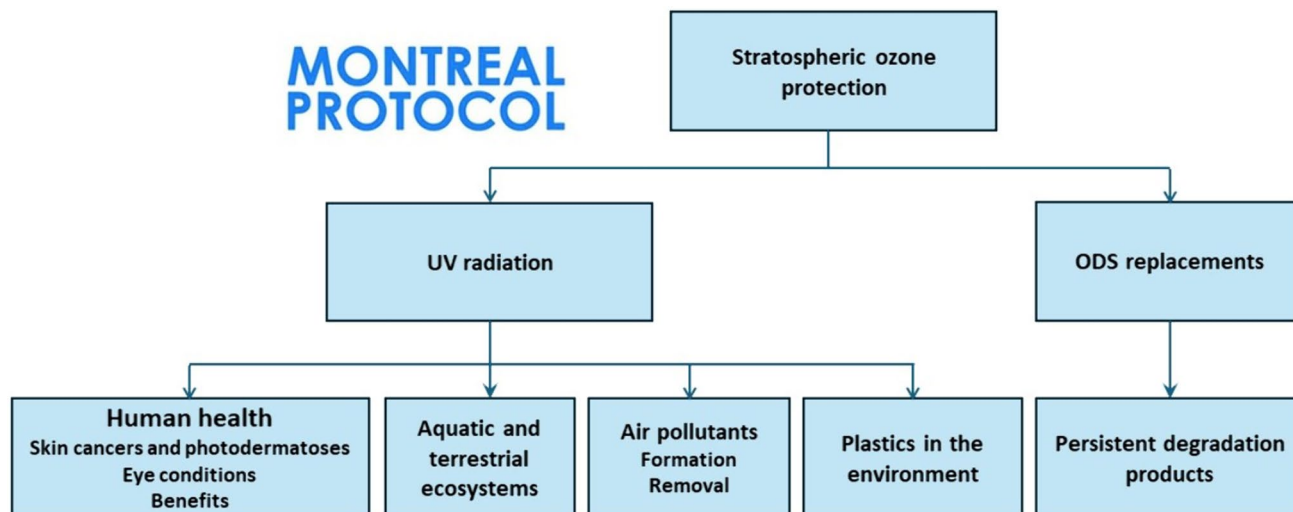 MONTREAL
PROTOCOL
Stratospheric ozone
protection
UV radiation
ODS replacements
Human health
Skin cancers and photodermatoses
Eye conditions
Benefits
Aquatic and
terrestrial
ecosystems
Air pollutants
Formation
Removal
Plastics in the
environment
Persistent degradation
products